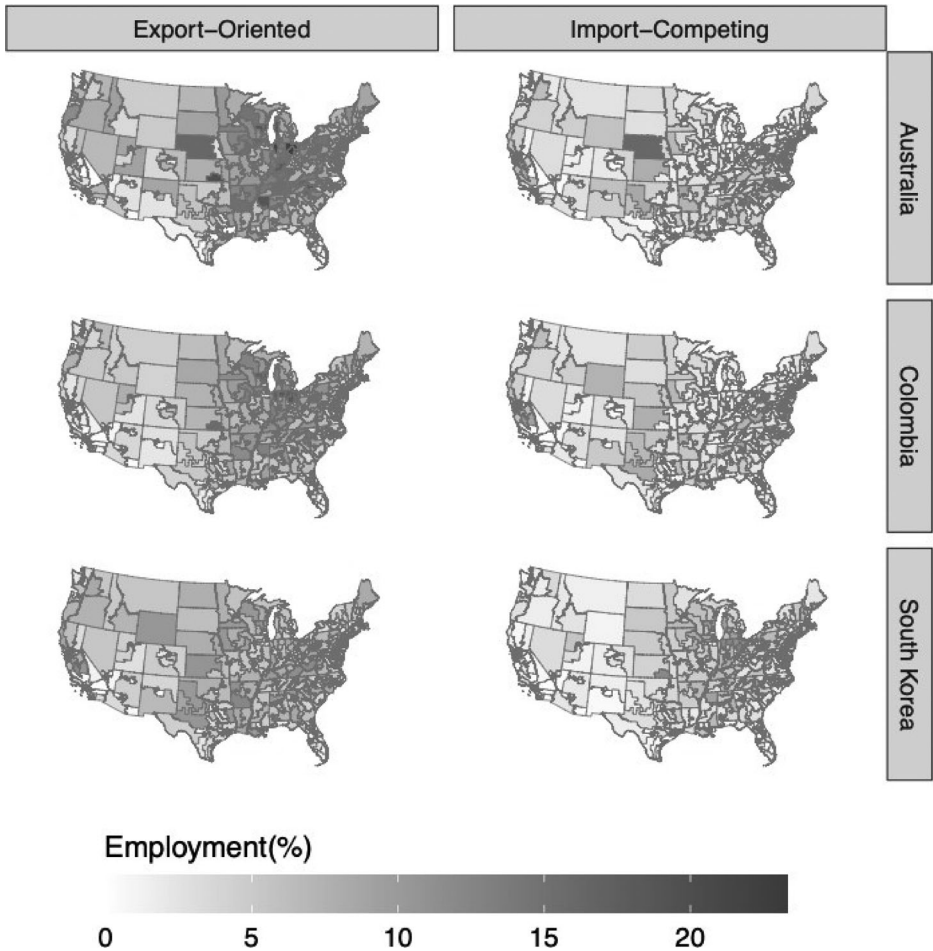 Export–Oriented
Import–Competing
Australia
Colombia
South Korea
Employment(%)
0 5 10 15 20